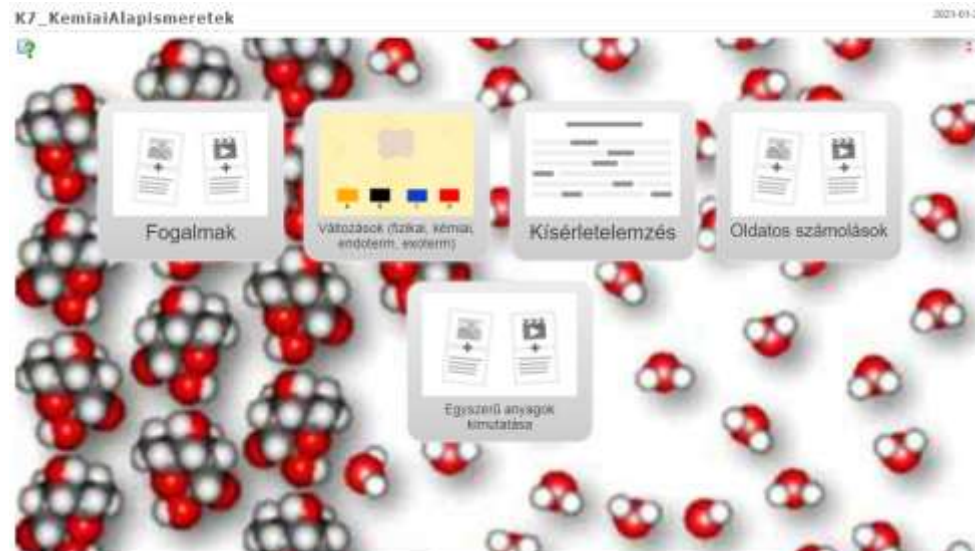 K7_KemiaiAlapismeretek
Fogalmak
Változások (fizikai, kémiai,
endoterm, exoterm)
Kísérletelemzés
Oldatos számolások
Egyszerű anyagok
kimutatása